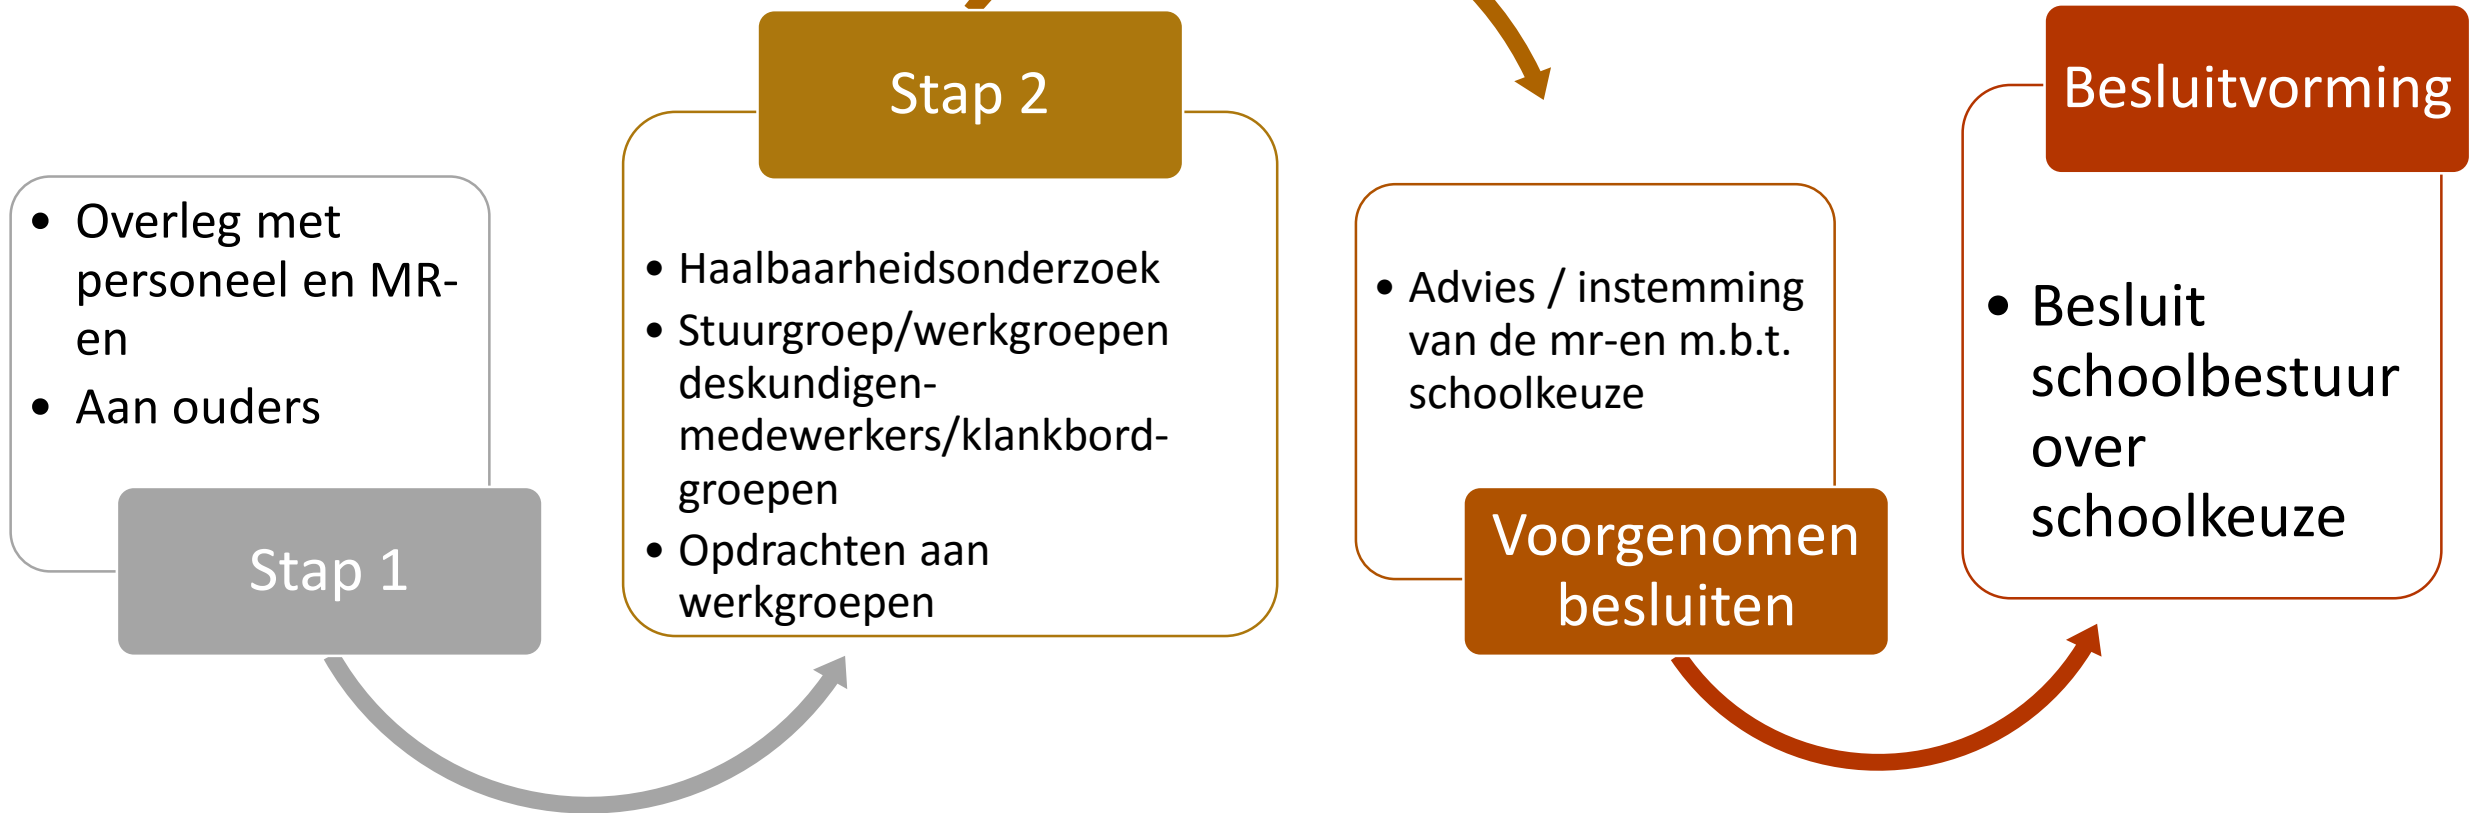 • Overleg met
personeel en MR-
en
• Aan ouders
Stap 1
Stap 2
• Haalbaarheidsonderzoek
• Stuurgroep/werkgroepen
deskundigen-
medewerkers/klankbord-
groepen
• Opdrachten aan
werkgroepen
• Advies / instemming
van de mr-en m.b.t.
schoolkeuze
Voorgenomen
besluiten
Besluitvorming
• Besluit
schoolbestuur
over
schoolkeuze